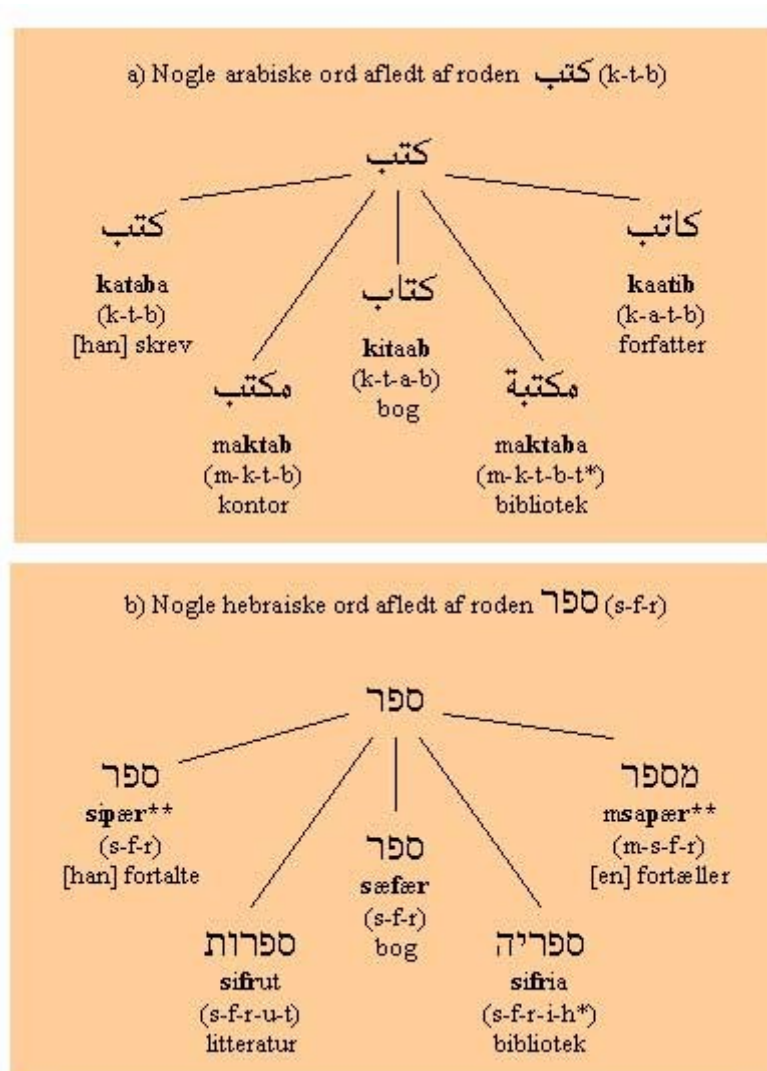 a) Nogle arabiske ord afledt af roden كتب (k-t-b)
كتب
كتب
kataba
(k-t-b)
[han] skrev
مكتب
maktab
(m-k-t-b)
kontor
كتاب
kitaab
(k-t-a-b)
bog
مكتبة
maktaba
(m-k-t-b-t*)
bibliotek
كاتب
kaatib
(k-a-t-b)
forfatter
b) Nogle hebraiske ord afledt af roden ספר (s-f-r)
ספר
ספר
sipær**
(s-f-r)
[han] fortalte
ספרות
sifrut
(s-f-r-u-t)
litteratur
ספר
sæfær
(s-f-r)
bog
ספריה
sifria
(s-f-r-i-h*)
bibliotek
מספר
msapær**
(m-s-f-r)
[en] fortæller